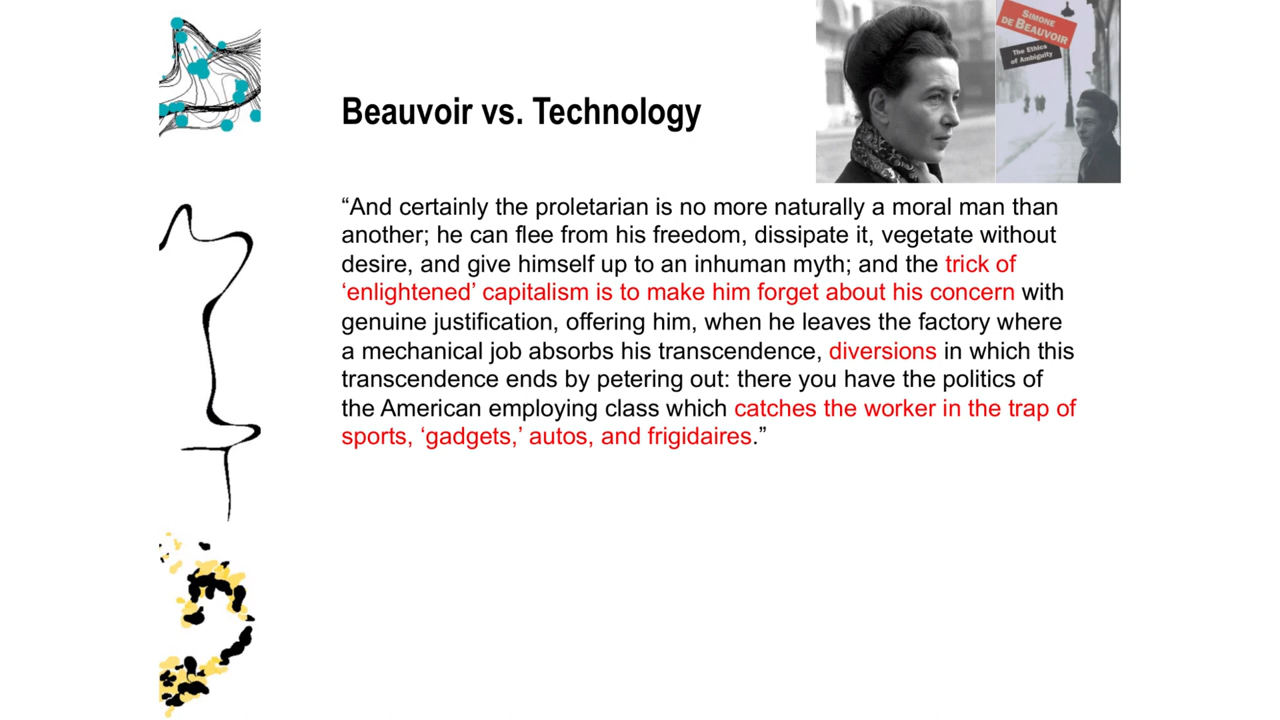 SIMONE
DE BEAUVOIR
The Ethics
of Ambiguity
Beauvoir vs. Technology
“And certainly the proletarian is no more naturally a moral man than
another; he can flee from his freedom, dissipate it, vegetate without
desire, and give himself up to an inhuman myth; and the trick of
‘enlightened’ capitalism is to make him forget about his concern with
genuine justification, offering him, when he leaves the factory where
a mechanical job absorbs his transcendence, diversions in which this
transcendence ends by petering out: there you have the politics of
the American employing class which catches the worker in the trap of
sports, ‘gadgets,’ autos, and frigidaires.”